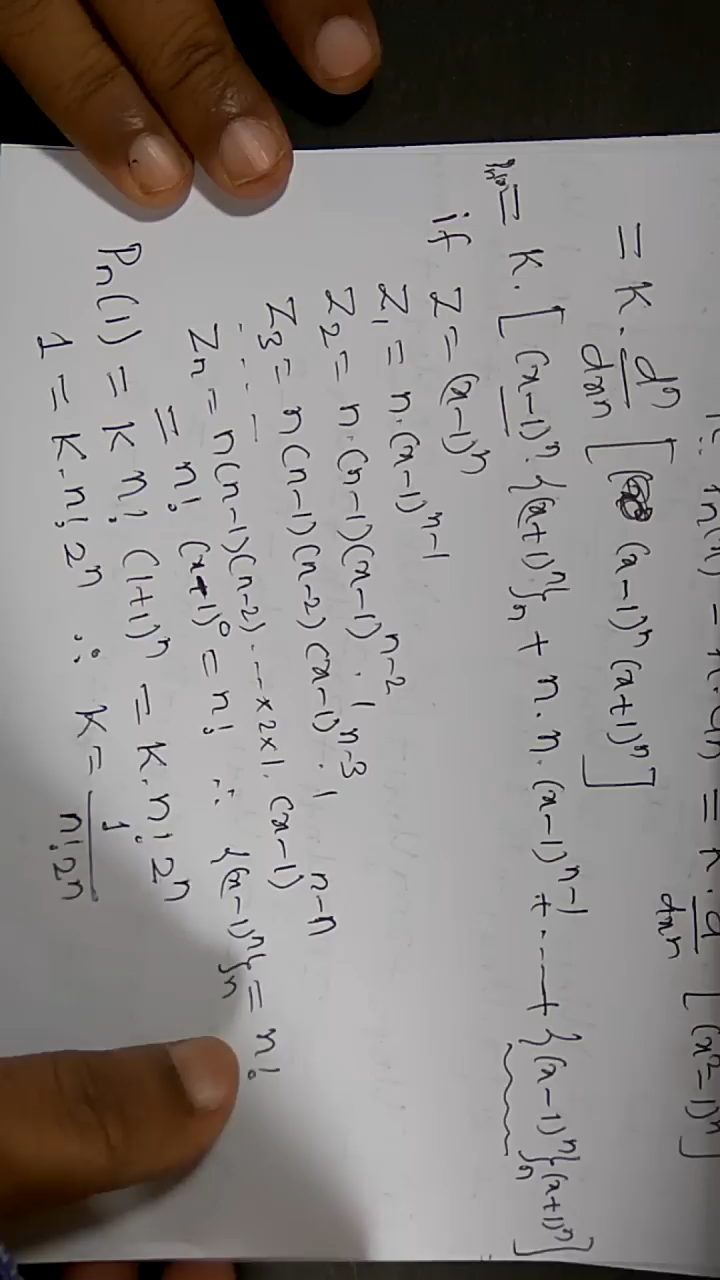 = K. dⁿ/dxⁿ [(x-1)ⁿ (x+1)ⁿ]
= K. [(x-1)ⁿ. {(x+1)ⁿ}ₙ + n. n. (x-1)ⁿ⁻¹ + ..... + {(x-1)ⁿ}ₙ (x+1)ⁿ]
if Z = (x-1)ⁿ
Z₁ = n. (x-1)ⁿ⁻¹
Z₂ = n. (n-1) (x-1)ⁿ⁻² . 1
Z₃ = n (n-1) (n-2) (x-1)ⁿ⁻³ . 1
Zₙ = n (n-1) (n-2) .... x 2 x 1. (x-1)ⁿ⁻ⁿ
= n! (x+1)⁰ = n! ∴ {(x-1)ⁿ}ₙ = n!
Pₙ(1) = K n! (1+1)ⁿ = K. n! 2ⁿ
1 = K. n! 2ⁿ ∴ K = 1/n! 2ⁿ